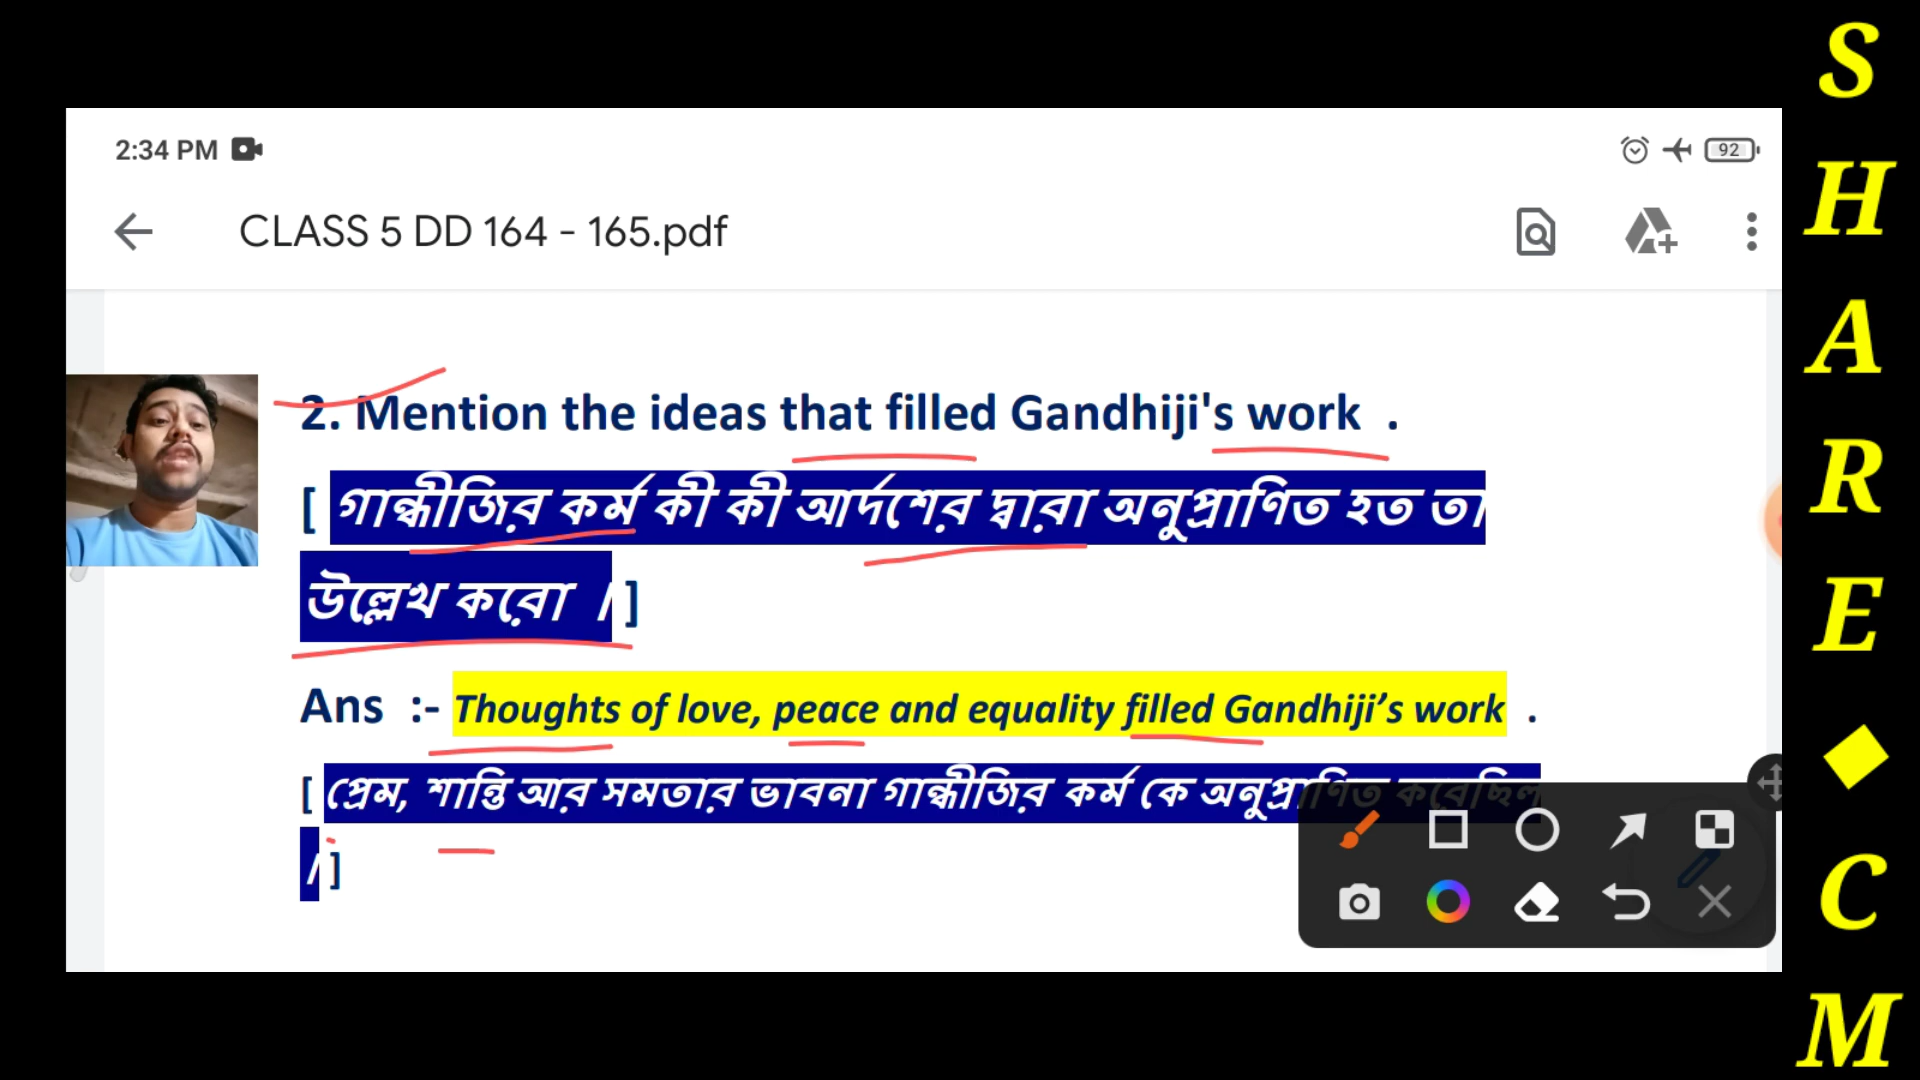 2:34 PM
92
CLASS 5 DD 164 - 165.pdf
2. Mention the ideas that filled Gandhiji's work .
[ গান্ধীজির কর্ম কী কী আর্দশের দ্বারা অনুপ্রাণিত হত তা
উল্লেখ করো । ]
Ans :- Thoughts of love, peace and equality filled Gandhiji’s work .
[ প্রেম, শান্তি আর সমতার ভাবনা গান্ধীজির কর্ম কে অনুপ্রাণিত করেছিল
। ]
S
H
A
R
E
◆
C
M